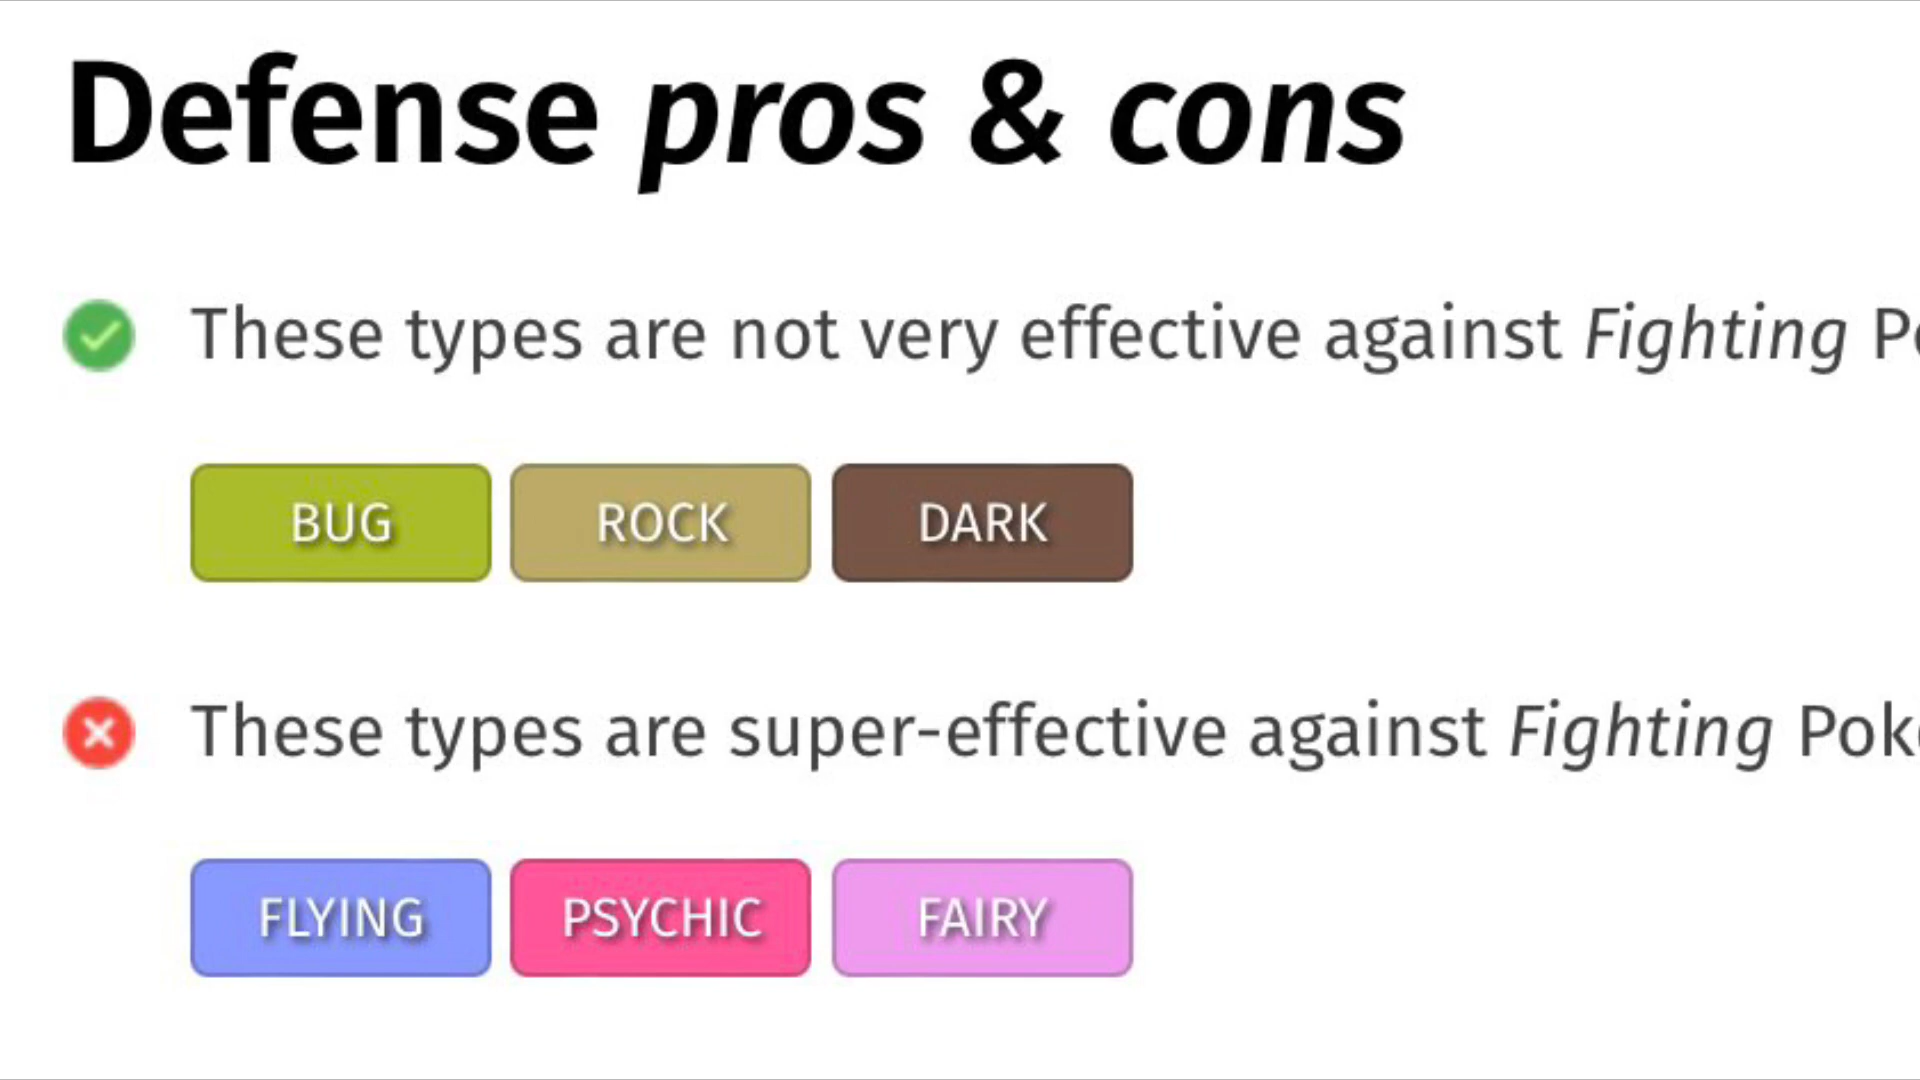 Defense pros & cons
These types are not very effective against Fighting
BUG ROCK DARK
These types are super-effective against Fighting
FLYING PSYCHIC FAIRY